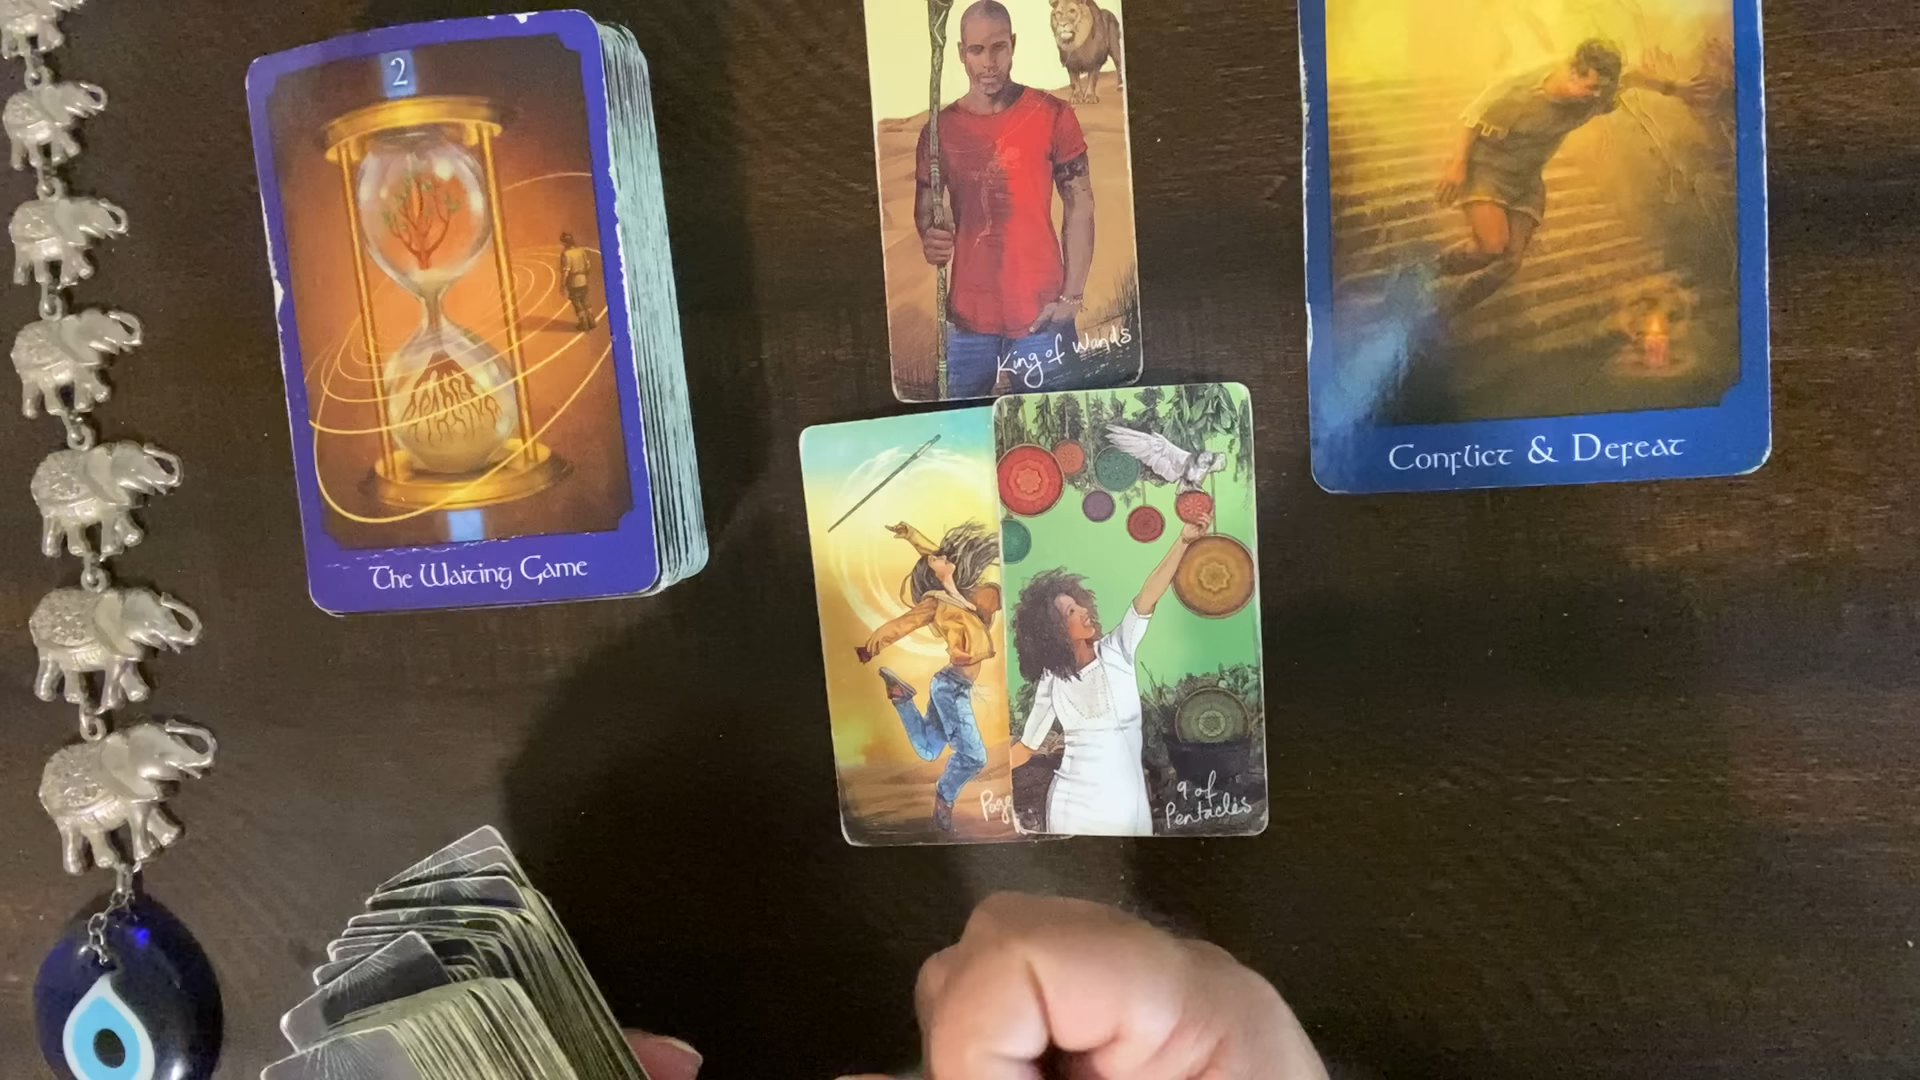 2
The Waiting Game
King of Wands
Conflict & Defeat
9 of
Pentacles